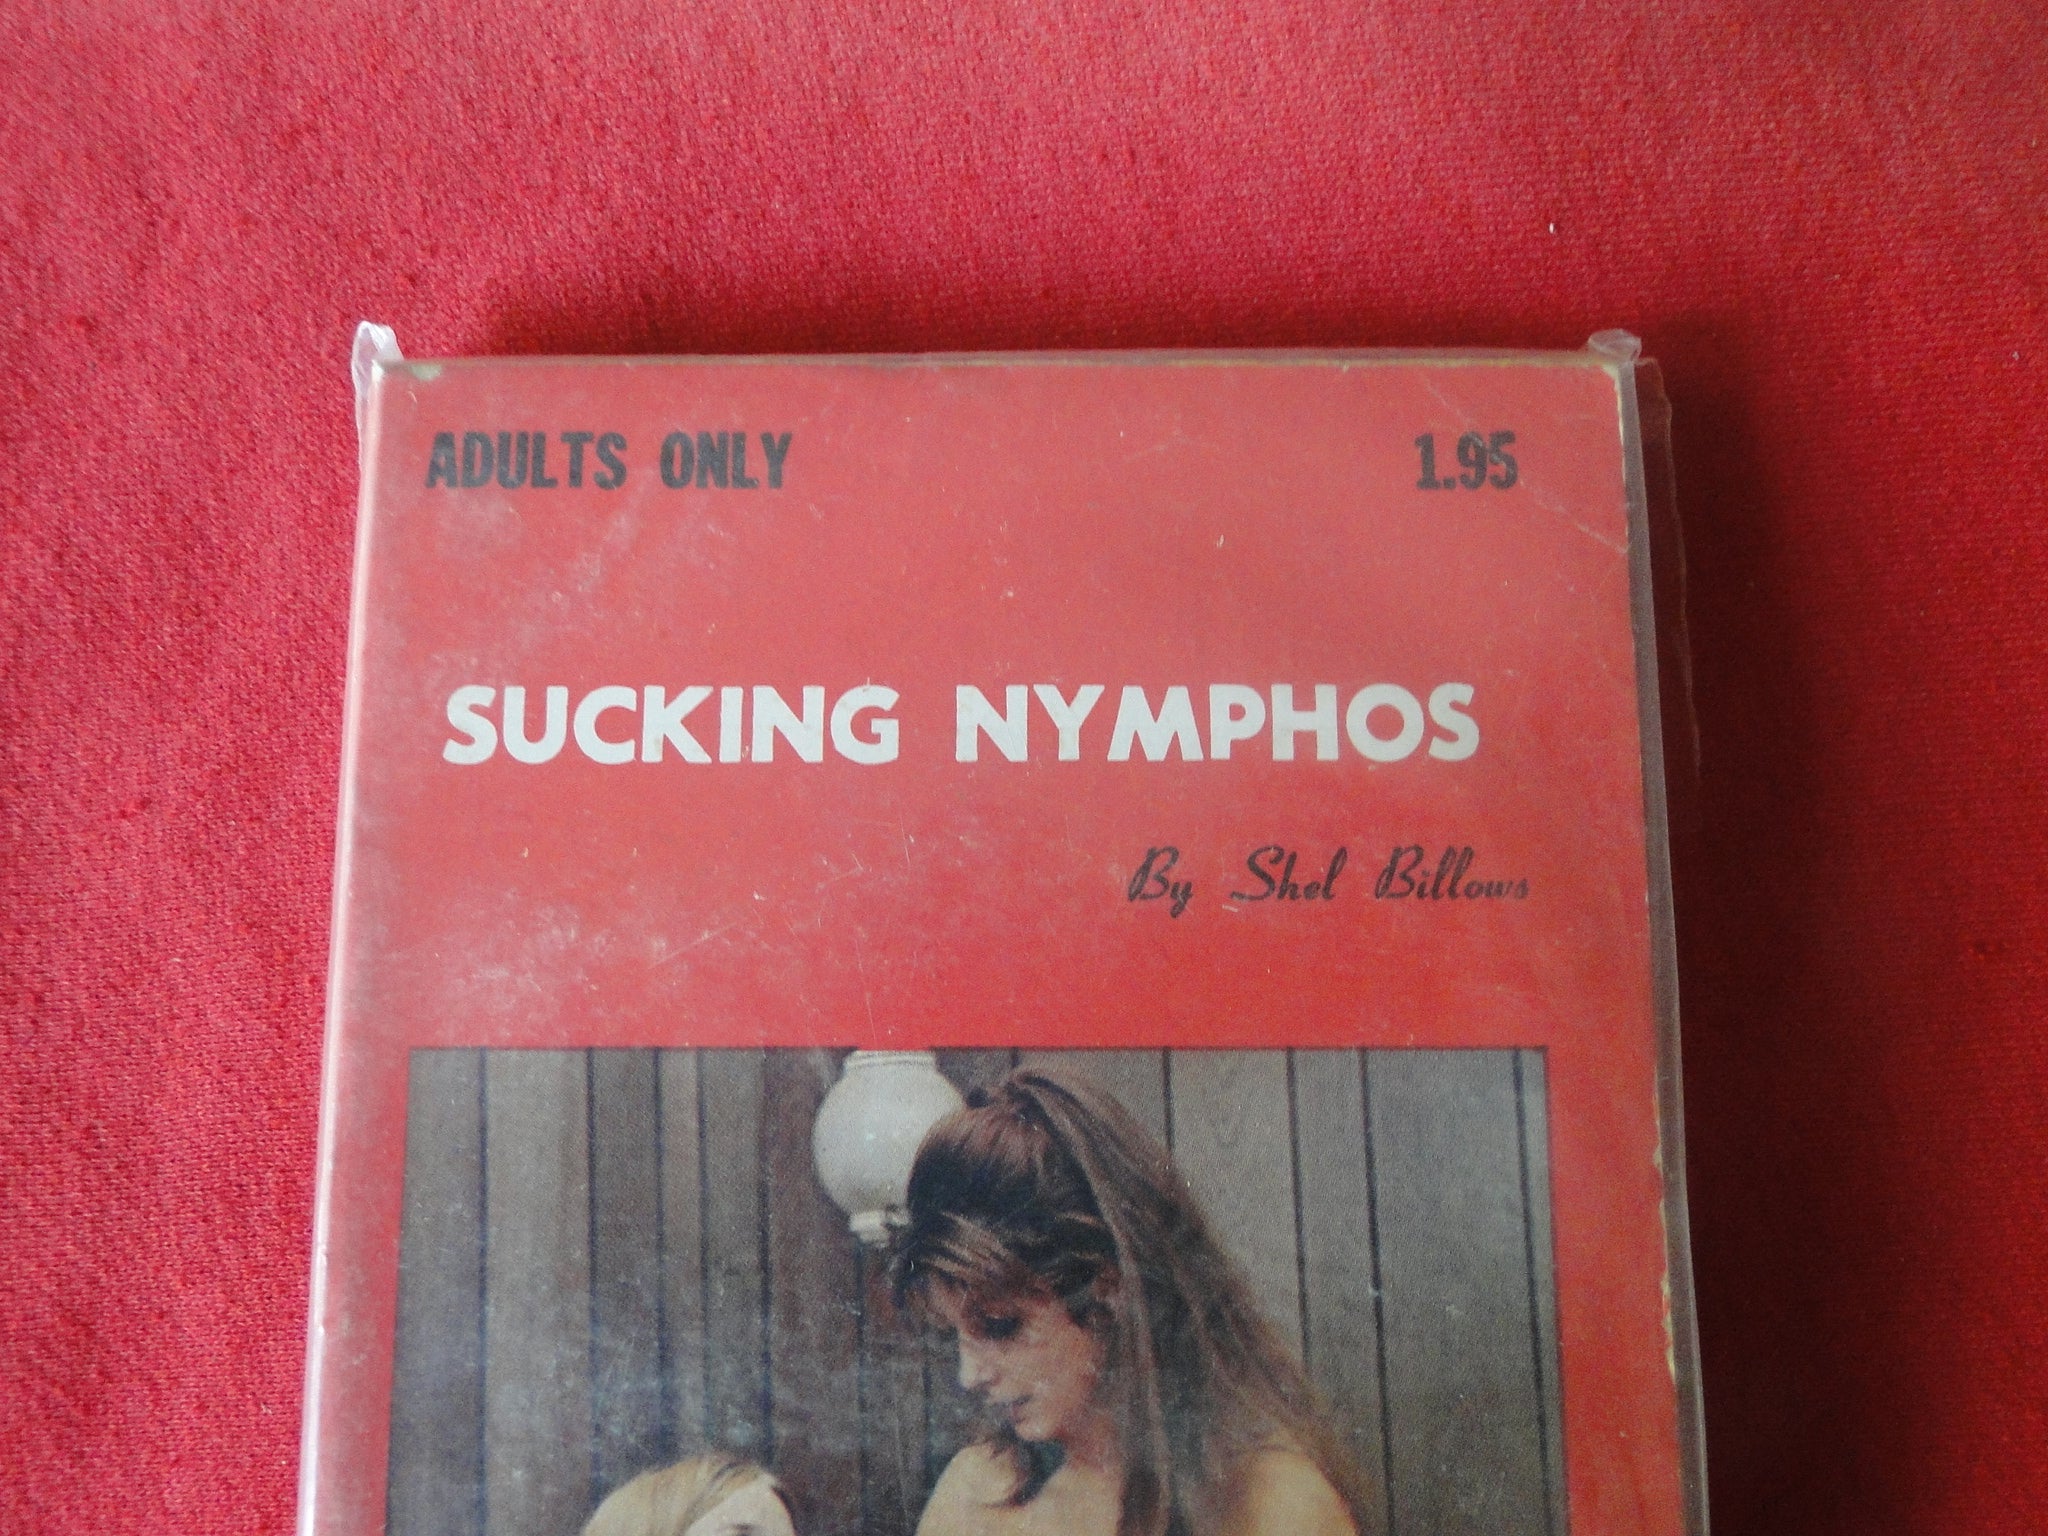 ADULTS ONLY 1.95
SUCKING NYMPHOS
By Shel Billows